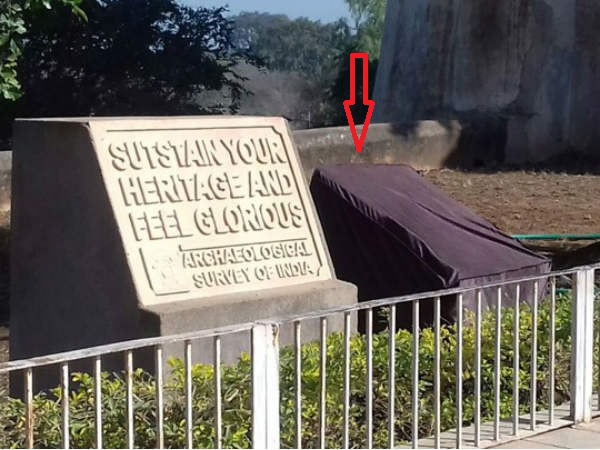 SUTSTAIN YOUR
HERITAGE AND
FEEL GLORIOUS
ARCHAEOLOGICAL
SURVEY OF INDIA